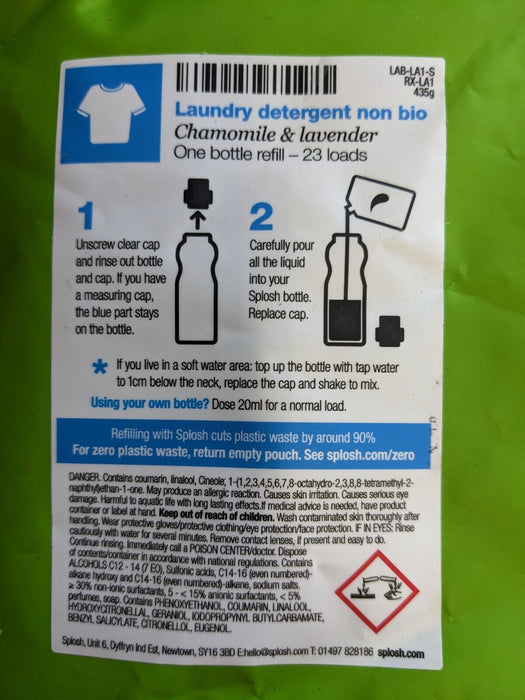 LAB-LA1-S
RX-LA1
435g
Laundry detergent non bio
Chamomile & lavender
One bottle refill – 23 loads
1
Unscrew clear cap
and rinse out bottle
and cap. If you have
a measuring cap,
the blue part stays
on the bottle.
2
Carefully pour
all the liquid
into your
Splosh bottle.
Replace cap.
* If you live in a soft water area: top up the bottle with tap water
to 1cm below the neck, replace the cap and shake to mix.
Using your own bottle? Dose 20ml for a normal load.
Refilling with Splosh cuts plastic waste by around 90%
For zero plastic waste, return empty pouch. See splosh.com/zero
DANGER. Contains coumarin, linalool, Cineole; 1-(1,2,3,4,5,6,7,8-octahydro-2,3,8,8-tetramethyl-2-
naphthyl)ethan-1-one. May produce an allergic reaction. Causes skin irritation. Causes serious eye
damage. Harmful to aquatic life with long lasting effects.If medical advice is needed, have product
container or label at hand. Keep out of reach of children. Wash contaminated skin thoroughly after
handling. Wear protective gloves/protective clothing/eye protection/face protection. IF IN EYES: Rinse
cautiously with water for several minutes. Remove contact lenses, if present and easy to do.
Continue rinsing. Immediately call a POISON CENTER/doctor. Dispose
of contents/container in accordance with national regulations. Contains
ALCOHOLS C12 - 14 (7 EO), Sulfonic acids, C14-16 (even numbered)-
alkane hydroxy and C14-16 (even numbered)-alkene, sodium salts.
≥ 30% non-ionic surfactants, 5 - < 15% anionic surfactants, < 5%
perfumes, soap. Contains PHENOXYETHANOL, COUMARIN, LINALOOL,
HYDROXYCITRONELLAL, GERANIOL, IODOPROPYNYL BUTYLCARBAMATE,
BENZYL SALICYLATE, CITRONELLOL, EUGENOL.
Splosh, Unit 6, Dyffryn Ind Est, Newtown, SY16 3BD E:hello@splosh.com T: 01497 828186 splosh.com